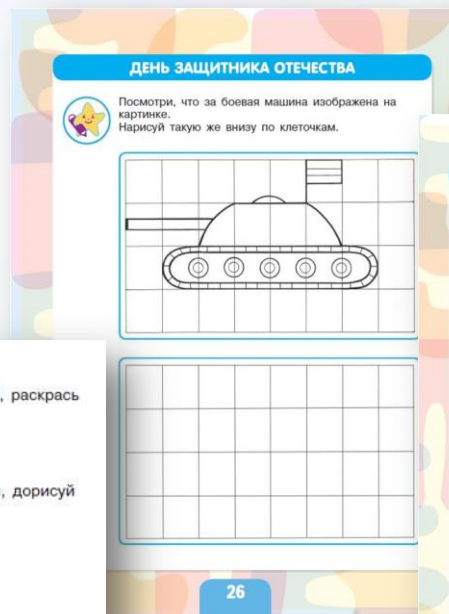 ДЕНЬ ЗАЩИТНИКА ОТЕЧЕСТВА
Посмотри, что за боевая машина изображена на
картинке.
Нарисуй такую же внизу по клеточкам.
, раскрась
, дорисуй
26